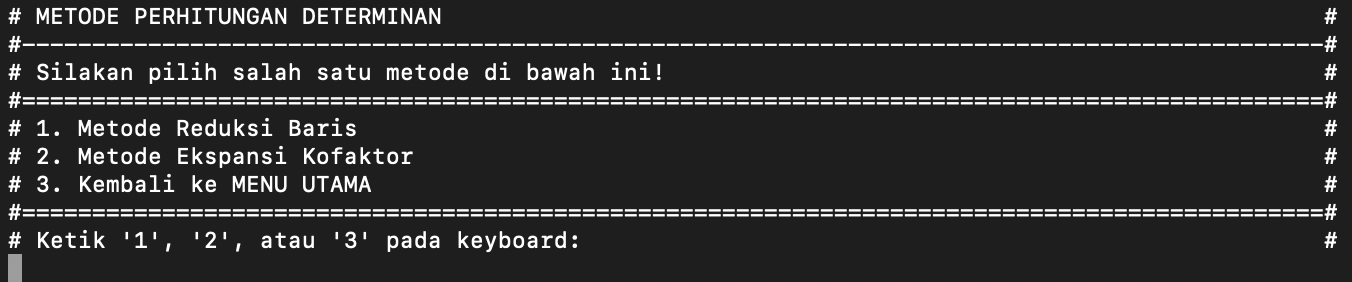 # METODE PERHITUNGAN DETERMINAN #
#---------------------------------------------------------------------------------------------#
# Silakan pilih salah satu metode di bawah ini! #
#=============================================================================================#
# 1. Metode Reduksi Baris #
# 2. Metode Ekspansi Kofaktor #
# 3. Kembali ke MENU UTAMA #
#=============================================================================================#
# Ketik '1', '2', atau '3' pada keyboard: #